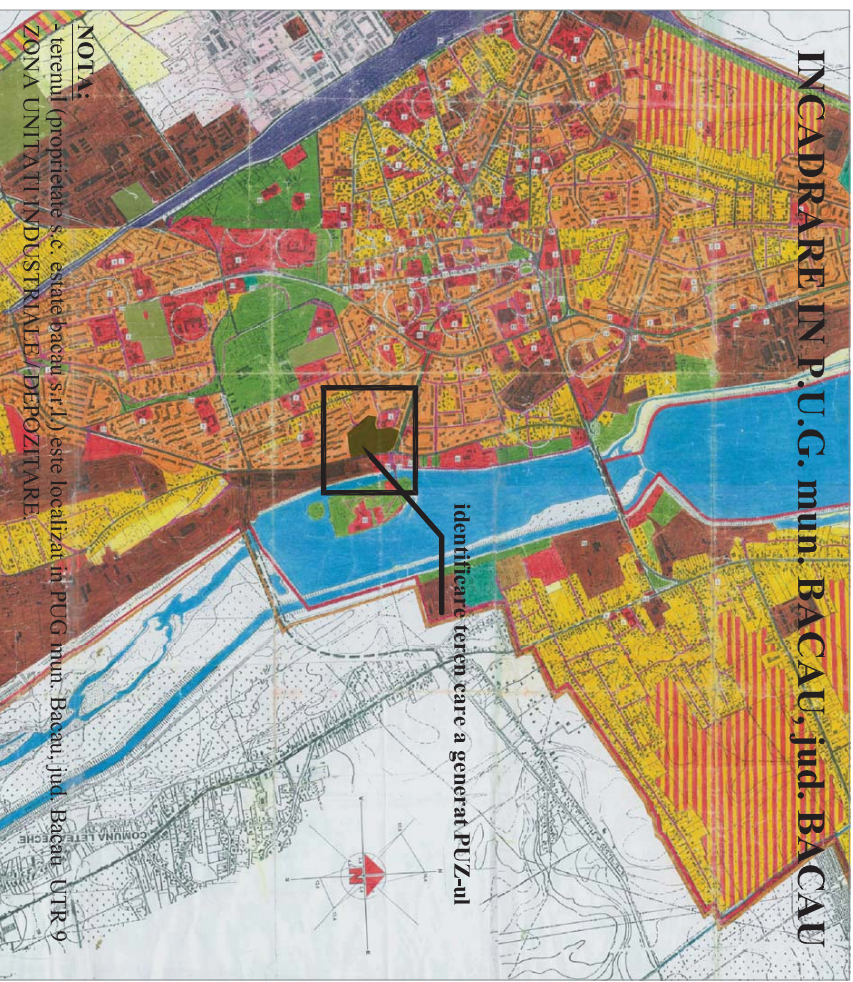 INCADRARE IN P.U.G. mun. BACAU, jud. BACAU
identificare teren care a generat PUZ-ul
N
COMUNA LETEA VECHE
NOTA:
- terenul (proprietate s.c. estate bacau s.r.l.) este localizat in PUG mun. Bacau, jud. Bacau, UTR 9
ZONA UNITATI INDUSTRIALE/DEPOZITARE.